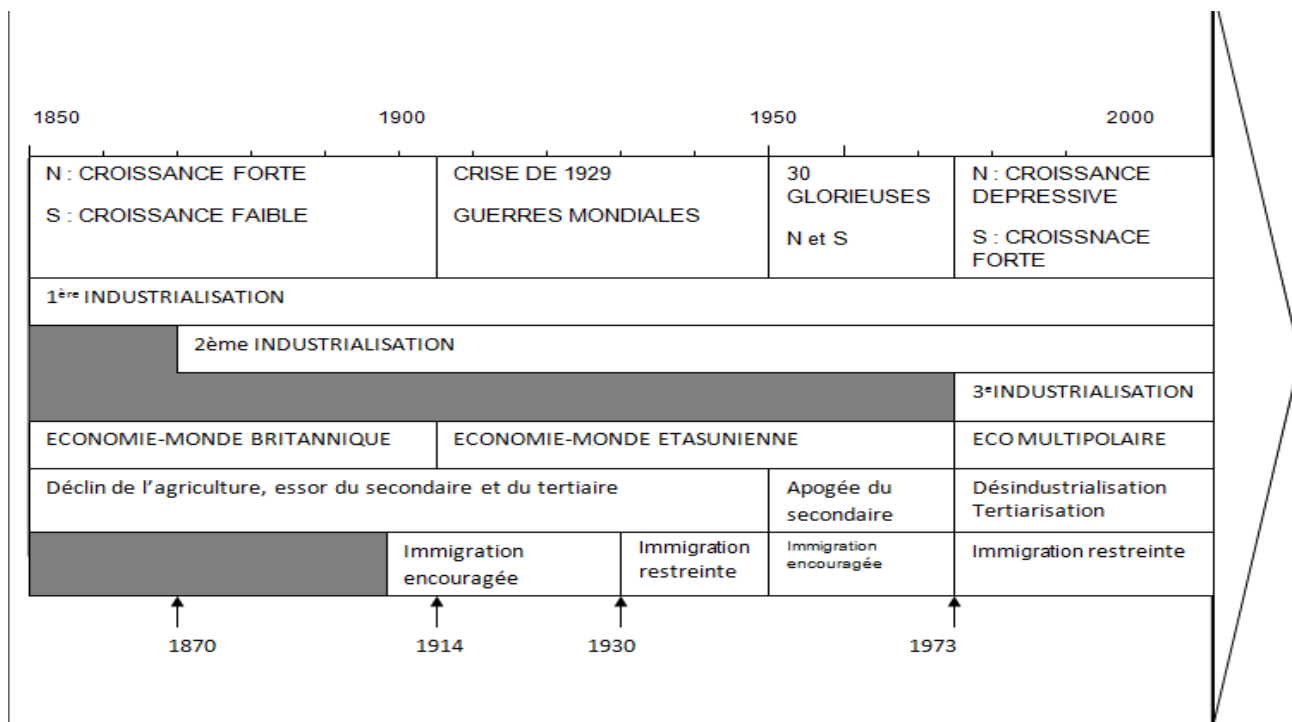 1850 1900 1950 2000
N : CROISSANCE FORTE
S : CROISSANCE FAIBLE
CRISE DE 1929
GUERRES MONDIALES
30
GLORIEUSES
N et S
N : CROISSANCE
DEPRESSIVE
S : CROISSNACE
FORTE
1ère INDUSTRIALISATION
2ème INDUSTRIALISATION
3e INDUSTRIALISATION
ECONOMIE-MONDE BRITANNIQUE
ECONOMIE-MONDE ETASUNIENNE
ECO MULTIPOLAIRE
Déclin de l'agriculture, essor du secondaire et du tertiaire
Apogée du
secondaire
Désindustrialisation
Tertiarisation
Immigration
encouragée
Immigration
restreinte
Immigration
encouragée
Immigration restreinte
1870 1914 1930 1973